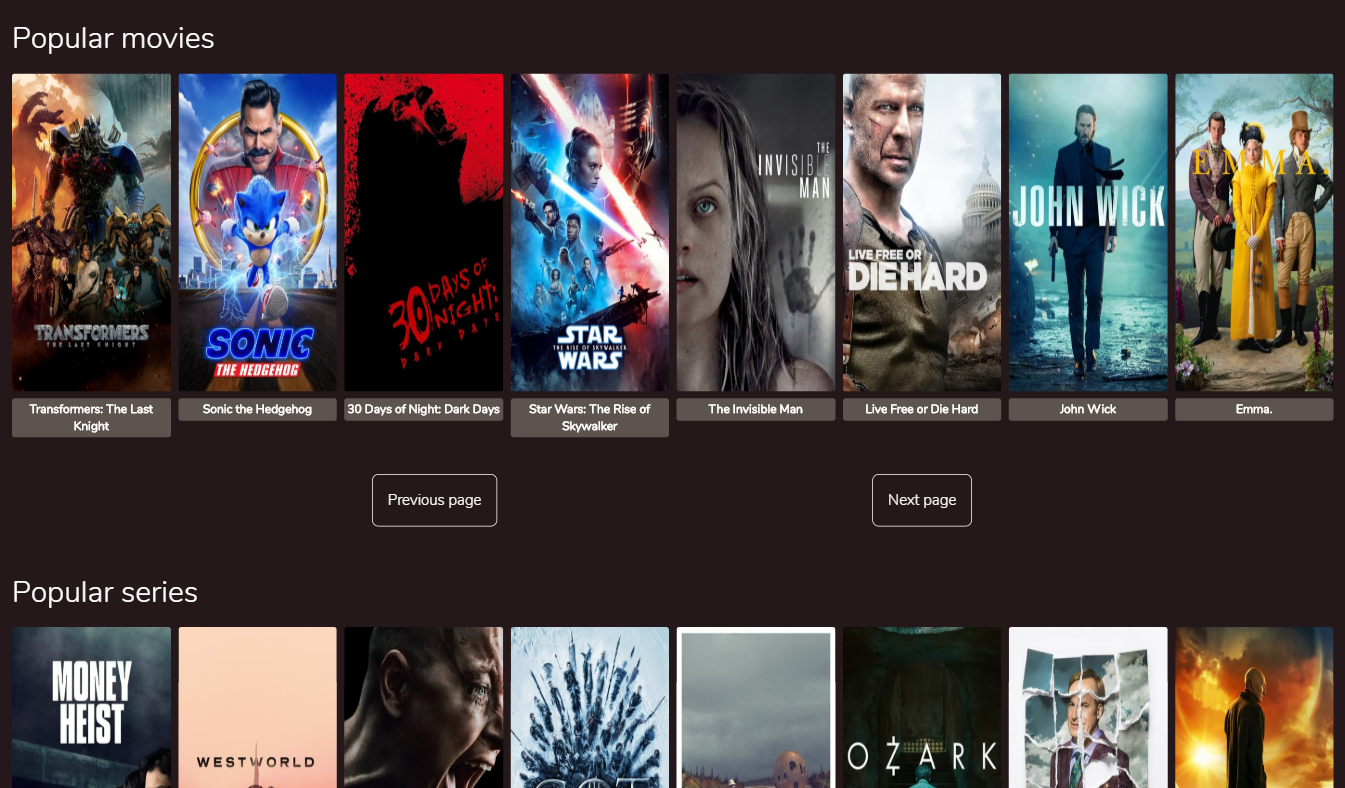 Popular movies
TRANSFORMERS
THE LAST KNIGHT
SONIC
THE HEDGEHOG
30 DAYS OF
NIGHT:
DARK DAYS
STAR
THE RISE OF SKYWALKER
WARS
THE
INVISIBLE
MAN
LIVE FREE OR
DIE HARD
JOHN WICK
EMMA.
Transformers: The Last
Knight
Sonic the Hedgehog
30 Days of Night: Dark Days
Star Wars: The Rise of
Skywalker
The Invisible Man
Live Free or Die Hard
John Wick
Emma.
Previous page
Next page
Popular series
MONEY
HEIST
WESTWORLD
OZARK